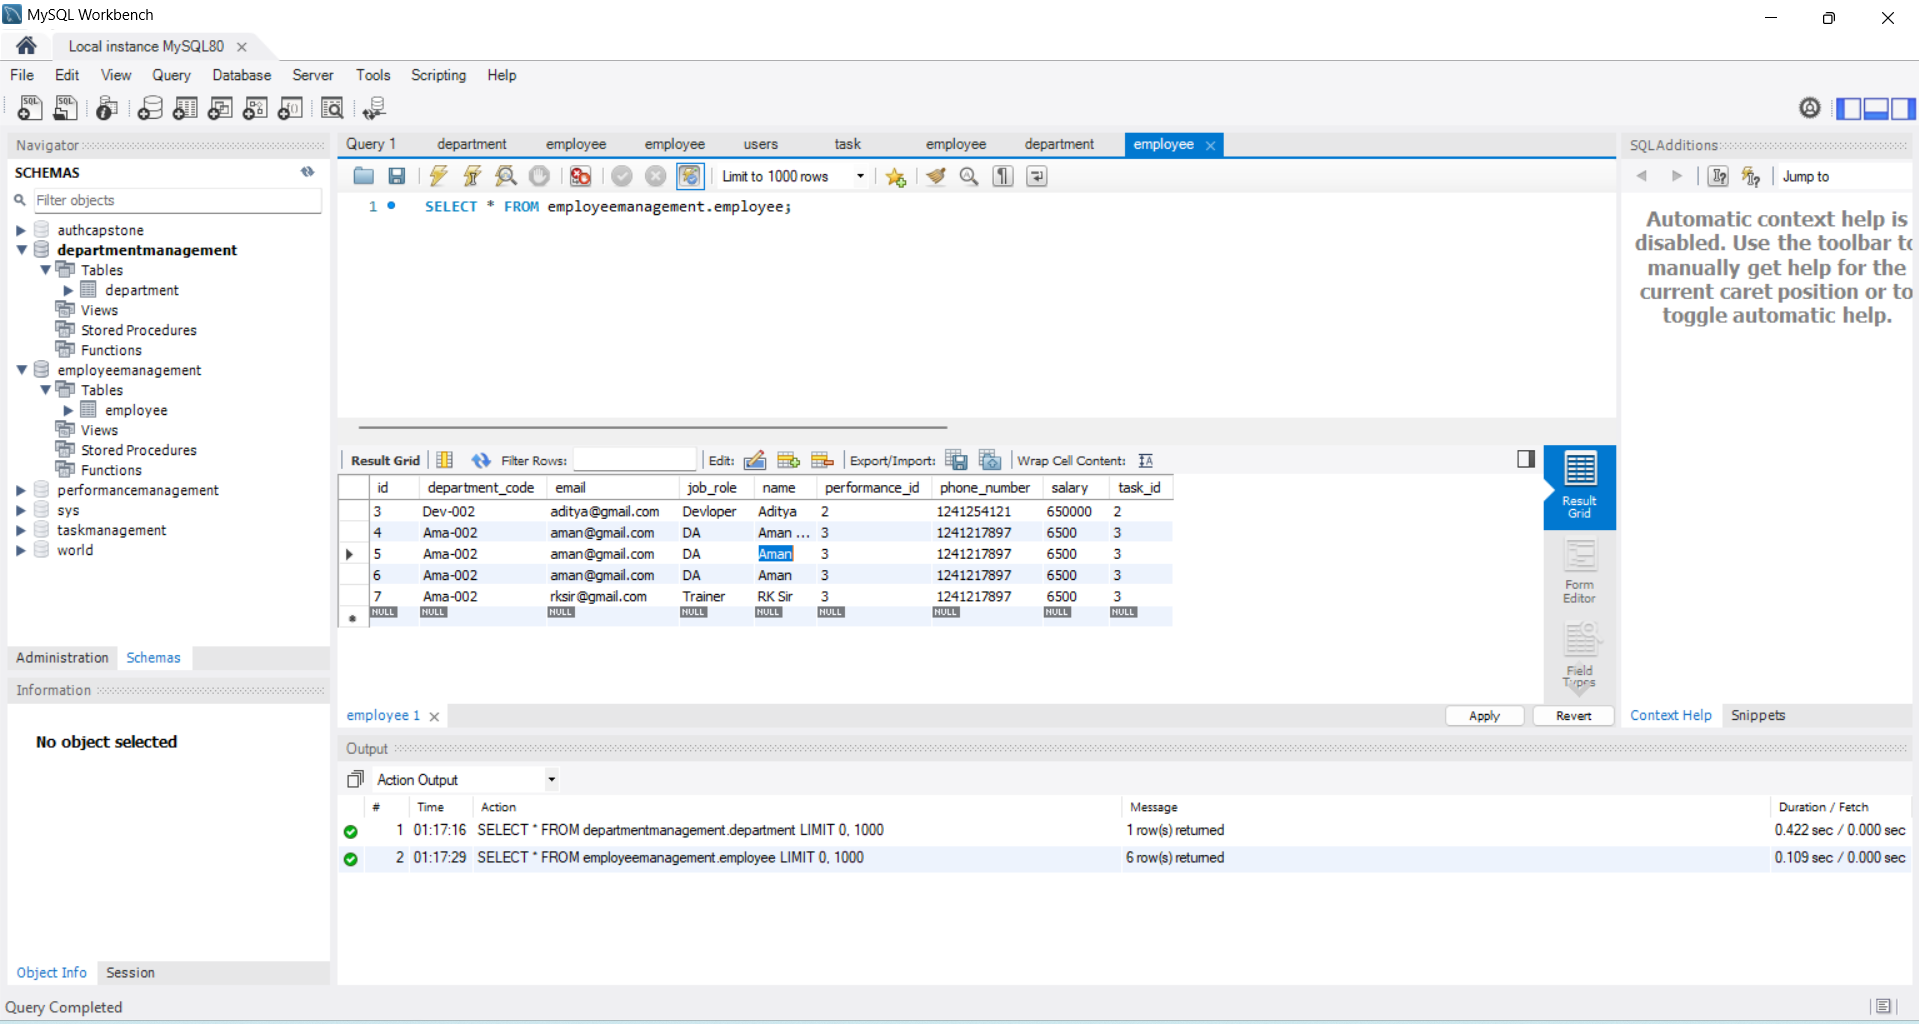 MySQL Workbench
Local instance MySQL80
File Edit View Query Database Server Tools Scripting Help
Navigator
SCHEMAS
Filter objects
authcapstone
departmentmanagement
Tables
department
Views
Stored Procedures
Functions
employeemanagement
Tables
employee
Views
Stored Procedures
Functions
performancemanagement
sys
taskmanagement
world
Administration Schemas
Information
No object selected
Object Info Session
Query 1 department employee employee users task employee department employee
Limit to 1000 rows
1 SELECT * FROM employeemanagement.employee;
Result Grid Filter Rows: Edit: Export/Import: Wrap Cell Content:
id department_code email job_role name performance_id phone_number salary task_id
3 Dev-002 aditya@gmail.com Devloper Aditya 2 1241254121 650000 2
4 Ama-002 aman@gmail.com DA Aman ... 3 1241217897 6500 3
5 Ama-002 aman@gmail.com DA Aman 3 1241217897 6500 3
6 Ama-002 aman@gmail.com DA Aman 3 1241217897 6500 3
7 Ama-002 rksir@gmail.com Trainer RK Sir 3 1241217897 6500 3
NULL NULL NULL NULL NULL NULL NULL NULL NULL
Result
Grid
Form
Editor
Field
Types
employee 1
Apply Revert
SQLAdditions
Jump to
Automatic context help is
disabled. Use the toolbar to
manually get help for the
current caret position or to
toggle automatic help.
Context Help Snippets
Output
Action Output
# Time Action Message Duration / Fetch
1 01:17:16 SELECT * FROM departmentmanagement.department LIMIT 0, 1000 1 row(s) returned 0.422 sec / 0.000 sec
2 01:17:29 SELECT * FROM employeemanagement.employee LIMIT 0, 1000 6 row(s) returned 0.109 sec / 0.000 sec
Query Completed